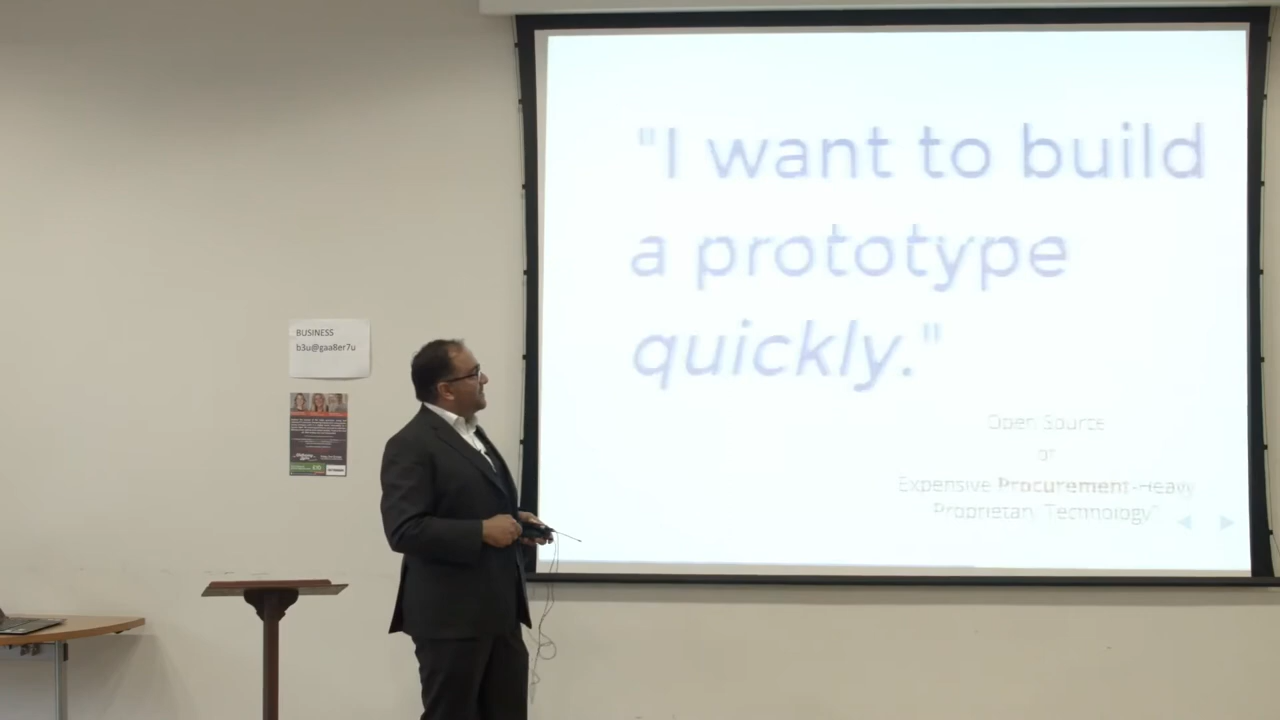 "I want to build
a prototype
quickly."
Open Source
or
Expensive Procurement-Heavy
Proprietary Technology"
BUSINESS
b3u@gaa8er7u